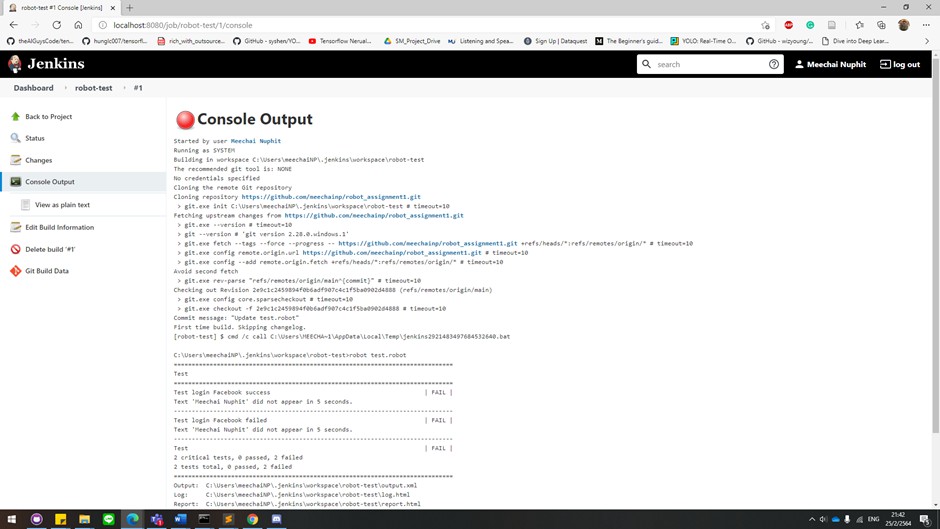 robot-test #1 Console [Jenkins]
localhost:8080/job/robot-test/1/console
theAIGuysCode/ten...
hunglc007/tensorfl...
rich_with_outsource...
GitHub - syshen/YO...
Tensorflow Nerual...
SM_Project_Drive
Listening and Spea...
Sign Up | Dataquest
The Beginner's guid...
YOLO: Real-Time O...
GitHub - wizyoung/...
Dive into Deep Lear...
Jenkins
search
Meechai Nuphit
log out
Dashboard
robot-test
#1
Back to Project
Status
Changes
Console Output
View as plain text
Edit Build Information
Delete build '#1'
Git Build Data
Console Output
Started by user Meechai Nuphit
Running as SYSTEM
Building in workspace C:\Users\meechaiNP\.jenkins\workspace\robot-test
The recommended git tool is: NONE
No credentials specified
Cloning the remote Git repository
Cloning repository https://github.com/meechainp/robot_assignment1.git
> git.exe init C:\Users\meechaiNP\.jenkins\workspace\robot-test # timeout=10
Fetching upstream changes from https://github.com/meechainp/robot_assignment1.git
> git.exe --version # timeout=10
> git --version # 'git version 2.28.0.windows.1'
> git.exe fetch --tags --force --progress -- https://github.com/meechainp/robot_assignment1.git +refs/heads/*:refs/remotes/origin/* # timeout=10
> git.exe config remote.origin.url https://github.com/meechainp/robot_assignment1.git # timeout=10
> git.exe config --add remote.origin.fetch +refs/heads/*:refs/remotes/origin/* # timeout=10
Avoid second fetch
> git.exe rev-parse "refs/remotes/origin/main^{commit}" # timeout=10
Checking out Revision 2e9c1c2459894f0b6adf907c4c1f5ba0902d4888 (refs/remotes/origin/main)
> git.exe config core.sparsecheckout # timeout=10
> git.exe checkout -f 2e9c1c2459894f0b6adf907c4c1f5ba0902d4888 # timeout=10
Commit message: "Update test.robot"
First time build. Skipping changelog.
[robot-test] $ cmd /c call C:\Users\MEECHA~1\AppData\Local\Temp\jenkins2921483497684532640.bat
C:\Users\meechaiNP\.jenkins\workspace\robot-test>robot test.robot
==============================================================================
Test
==============================================================================
Test login Facebook success | FAIL |
Text 'Meechai Nuphit' did not appear in 5 seconds.
------------------------------------------------------------------------------
Test login Facebook failed | FAIL |
Text 'Meechai Nuphit' did not appear in 5 seconds.
------------------------------------------------------------------------------
Test | FAIL |
2 critical tests, 0 passed, 2 failed
2 tests total, 0 passed, 2 failed
==============================================================================
Output: C:\Users\meechaiNP\.jenkins\workspace\robot-test\output.xml
Log: C:\Users\meechaiNP\.jenkins\workspace\robot-test\log.html
Report: C:\Users\meechaiNP\.jenkins\workspace\robot-test\report.html
ENG
21:42
25/2/2564